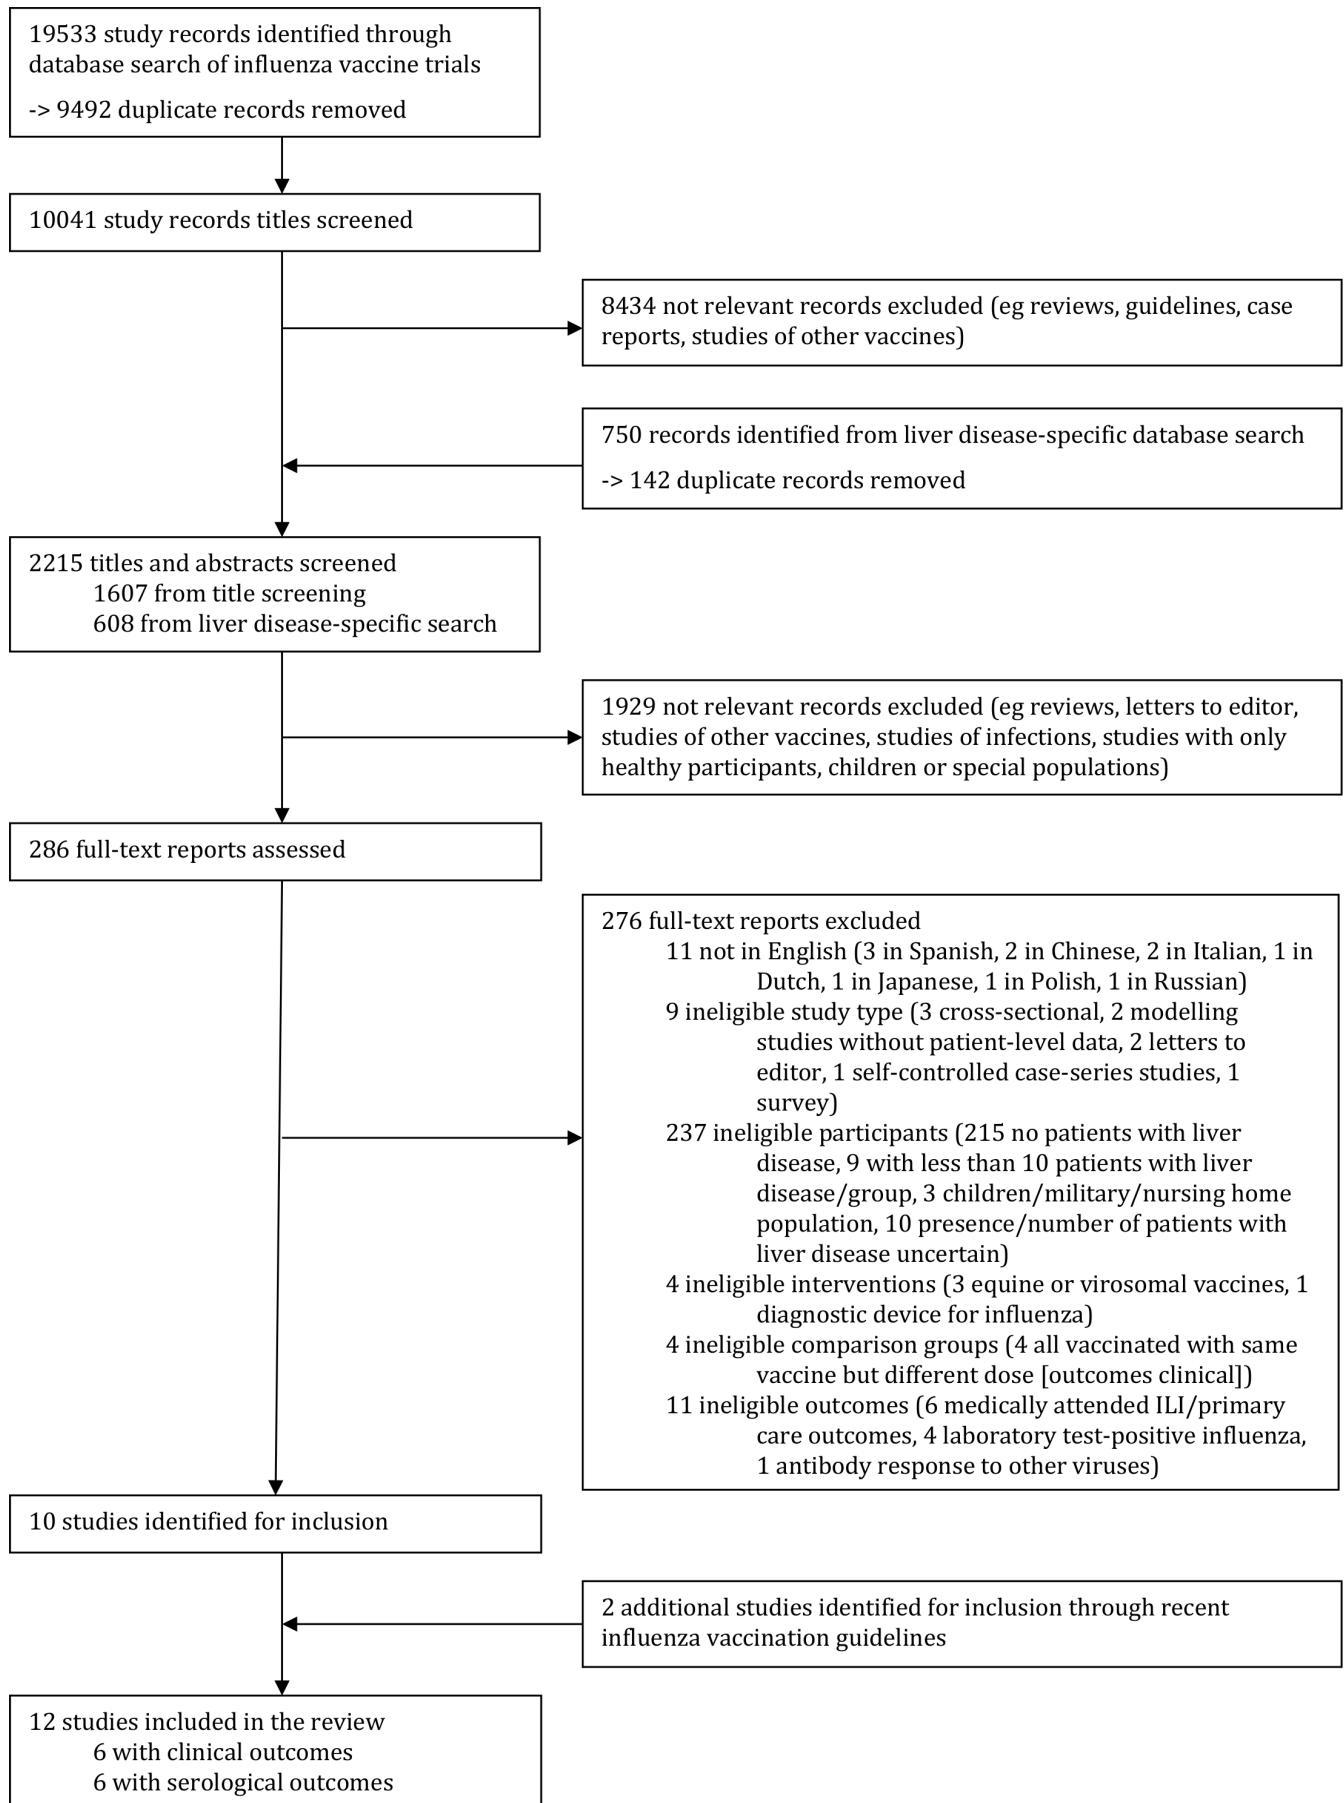 19533 study records identified through
database search of influenza vaccine trials
-> 9492 duplicate records removed
10041 study records titles screened
8434 not relevant records excluded (eg reviews, guidelines, case
reports, studies of other vaccines)
750 records identified from liver disease-specific database search
-> 142 duplicate records removed
2215 titles and abstracts screened
1607 from title screening
608 from liver disease-specific search
1929 not relevant records excluded (eg reviews, letters to editor,
studies of other vaccines, studies of infections, studies with only
healthy participants, children or special populations)
286 full-text reports assessed
276 full-text reports excluded
11 not in English (3 in Spanish, 2 in Chinese, 2 in Italian, 1 in
Dutch, 1 in Japanese, 1 in Polish, 1 in Russian)
9 ineligible study type (3 cross-sectional, 2 modelling
studies without patient-level data, 2 letters to
editor, 1 self-controlled case-series studies, 1
survey)
237 ineligible participants (215 no patients with liver
disease, 9 with less than 10 patients with liver
disease/group, 3 children/military/nursing home
population, 10 presence/number of patients with
liver disease uncertain)
4 ineligible interventions (3 equine or virosomal vaccines, 1
diagnostic device for influenza)
4 ineligible comparison groups (4 all vaccinated with same
vaccine but different dose [outcomes clinical])
11 ineligible outcomes (6 medically attended ILI/primary
care outcomes, 4 laboratory test-positive influenza,
1 antibody response to other viruses)
10 studies identified for inclusion
2 additional studies identified for inclusion through recent
influenza vaccination guidelines
12 studies included in the review
6 with clinical outcomes
6 with serological outcomes